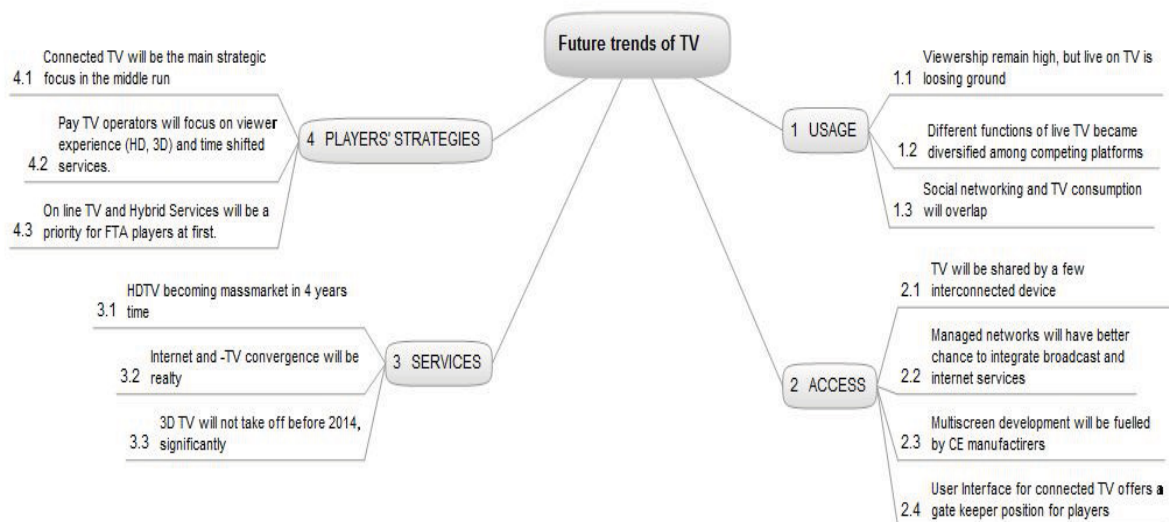 Future trends of TV
1 USAGE
1.1 Viewership remain high, but live on TV is
loosing ground
1.2 Different functions of live TV became
diversified among competing platforms
1.3 Social networking and TV consumption
will overlap
2 ACCESS
2.1 TV will be shared by a few
interconnected device
2.2 Managed networks will have better
chance to integrate broadcast and
internet services
2.3 Multiscreen development will be fuelled
by CE manufactirers
2.4 User Interface for connected TV offers a
gate keeper position for players
3 SERVICES
3.1 HDTV becoming massmarket in 4 years
time
3.2 Internet and -TV convergence will be
realty
3.3 3D TV will not take off before 2014,
significantly
4 PLAYERS' STRATEGIES
4.1 Connected TV will be the main strategic
focus in the middle run
4.2 Pay TV operators will focus on viewer
experience (HD, 3D) and time shifted
services.
4.3 On line TV and Hybrid Services will be a
priority for FTA players at first.